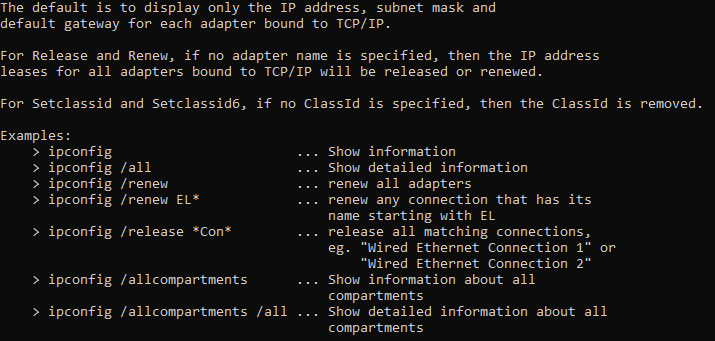 The default is to display only the IP address, subnet mask and
default gateway for each adapter bound to TCP/IP.
For Release and Renew, if no adapter name is specified, then the IP address
leases for all adapters bound to TCP/IP will be released or renewed.
For Setclassid and Setclassid6, if no ClassId is specified, then the ClassId is removed.
Examples:
    > ipconfig                       ... Show information
    > ipconfig /all                  ... Show detailed information
    > ipconfig /renew                ... renew all adapters
    > ipconfig /renew EL*            ... renew any connection that has its
                                         name starting with EL
    > ipconfig /release *Con*        ... release all matching connections,
                                         eg. "Wired Ethernet Connection 1" or
                                             "Wired Ethernet Connection 2"
    > ipconfig /allcompartments      ... Show information about all
                                         compartments
    > ipconfig /allcompartments /all ... Show detailed information about all
                                         compartments